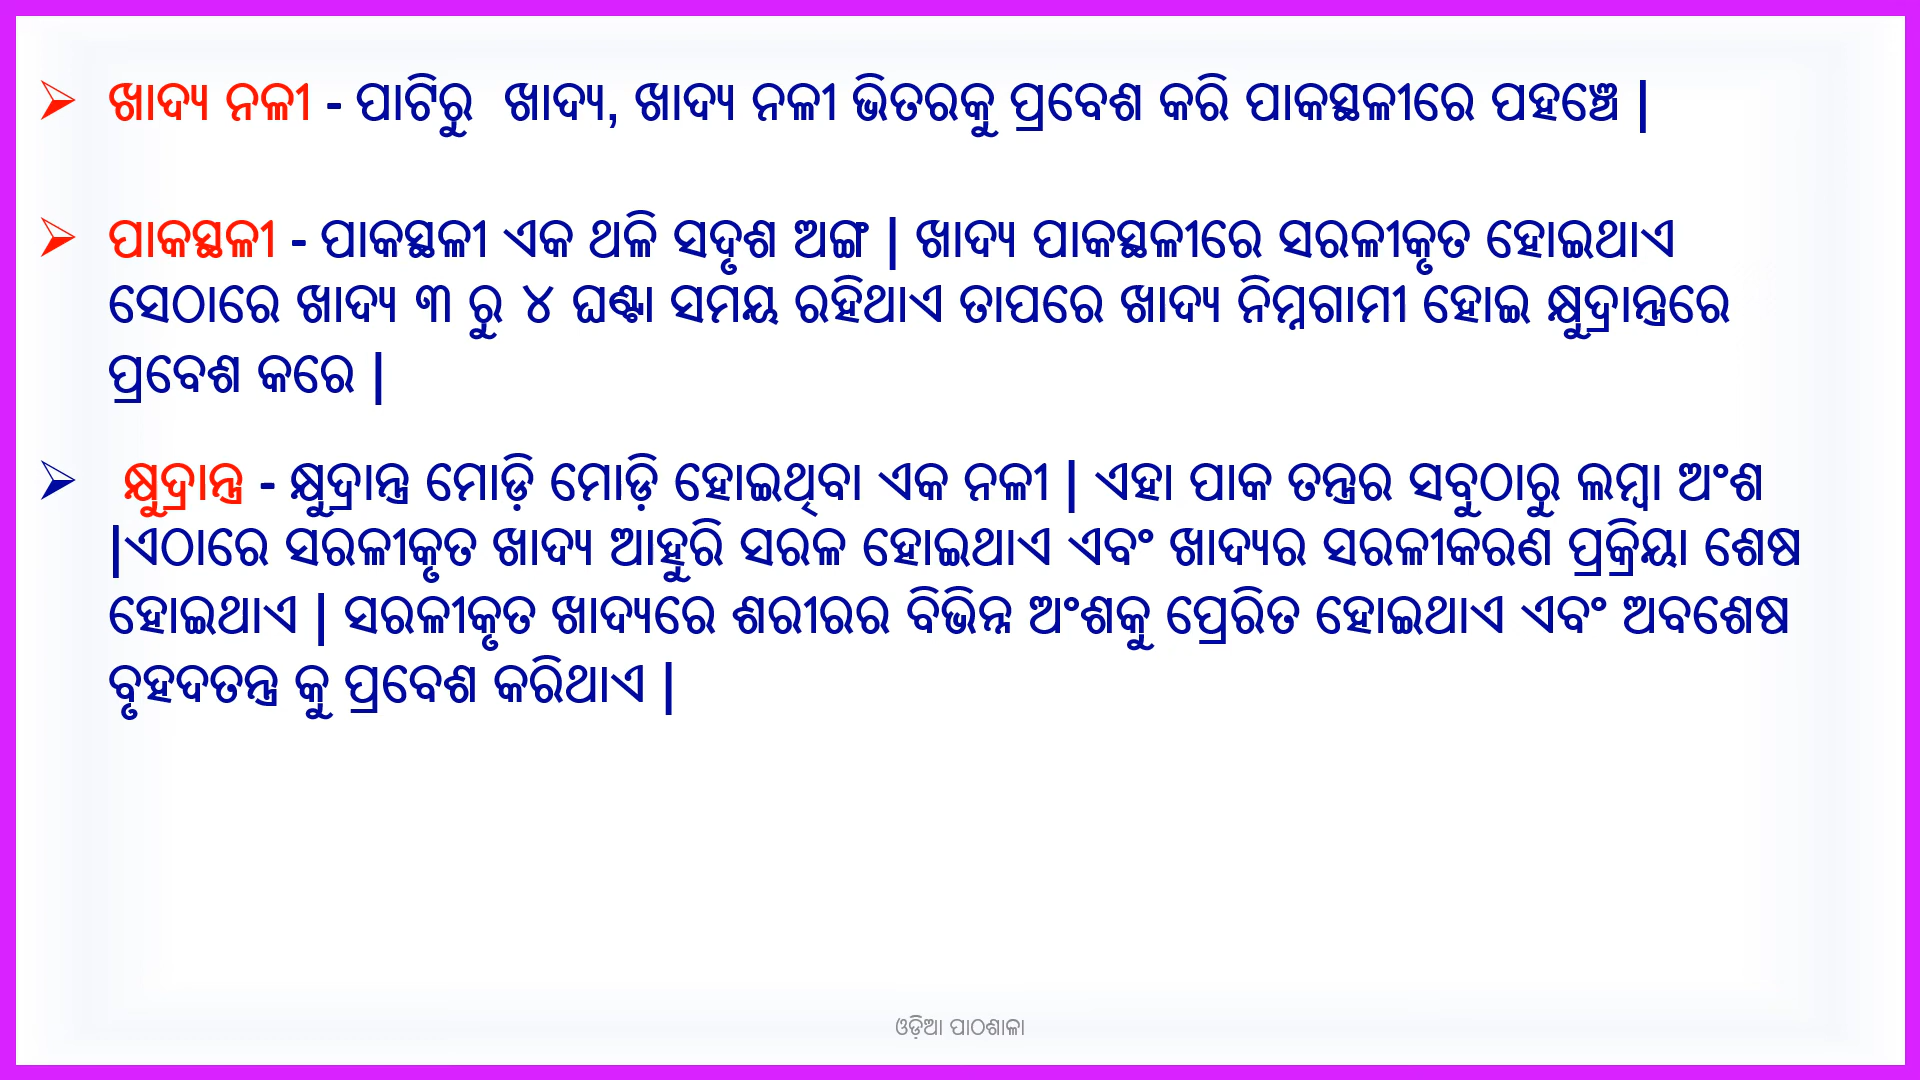 ➢ ଖାଦ୍ୟ ନଳୀ - ପାଟିରୁ ଖାଦ୍ୟ, ଖାଦ୍ୟ ନଳୀ ଭିତରକୁ ପ୍ରବେଶ କରି ପାକସ୍ଥଳୀରେ ପହଞ୍ଚେ |
➢ ପାକସ୍ଥଳୀ - ପାକସ୍ଥଳୀ ଏକ ଥଳି ସଦୃଶ ଅଙ୍ଗ | ଖାଦ୍ୟ ପାକସ୍ଥଳୀରେ ସରଳୀକୃତ ହୋଇଥାଏ
ସେଠାରେ ଖାଦ୍ୟ ୩ ରୁ ୪ ଘଣ୍ଟା ସମୟ ରହିଥାଏ ତାପରେ ଖାଦ୍ୟ ନିମ୍ନଗାମୀ ହୋଇ କ୍ଷୁଦ୍ରାନ୍ତ୍ରରେ
ପ୍ରବେଶ କରେ |
➢ କ୍ଷୁଦ୍ରାନ୍ତ୍ର - କ୍ଷୁଦ୍ରାନ୍ତ୍ର ମୋଡ଼ି ମୋଡ଼ି ହୋଇଥିବା ଏକ ନଳୀ | ଏହା ପାକ ତନ୍ତ୍ରର ସବୁଠାରୁ ଲମ୍ବା ଅଂଶ
|ଏଠାରେ ସରଳୀକୃତ ଖାଦ୍ୟ ଆହୁରି ସରଳ ହୋଇଥାଏ ଏବଂ ଖାଦ୍ୟର ସରଳୀକରଣ ପ୍ରକ୍ରିୟା ଶେଷ
ହୋଇଥାଏ | ସରଳୀକୃତ ଖାଦ୍ୟରେ ଶରୀରର ବିଭିନ୍ନ ଅଂଶକୁ ପ୍ରେରିତ ହୋଇଥାଏ ଏବଂ ଅବଶେଷ
ବୃହଦତନ୍ତ୍ର କୁ ପ୍ରବେଶ କରିଥାଏ |
ଓଡ଼ିଆ ପାଠଶାଳା